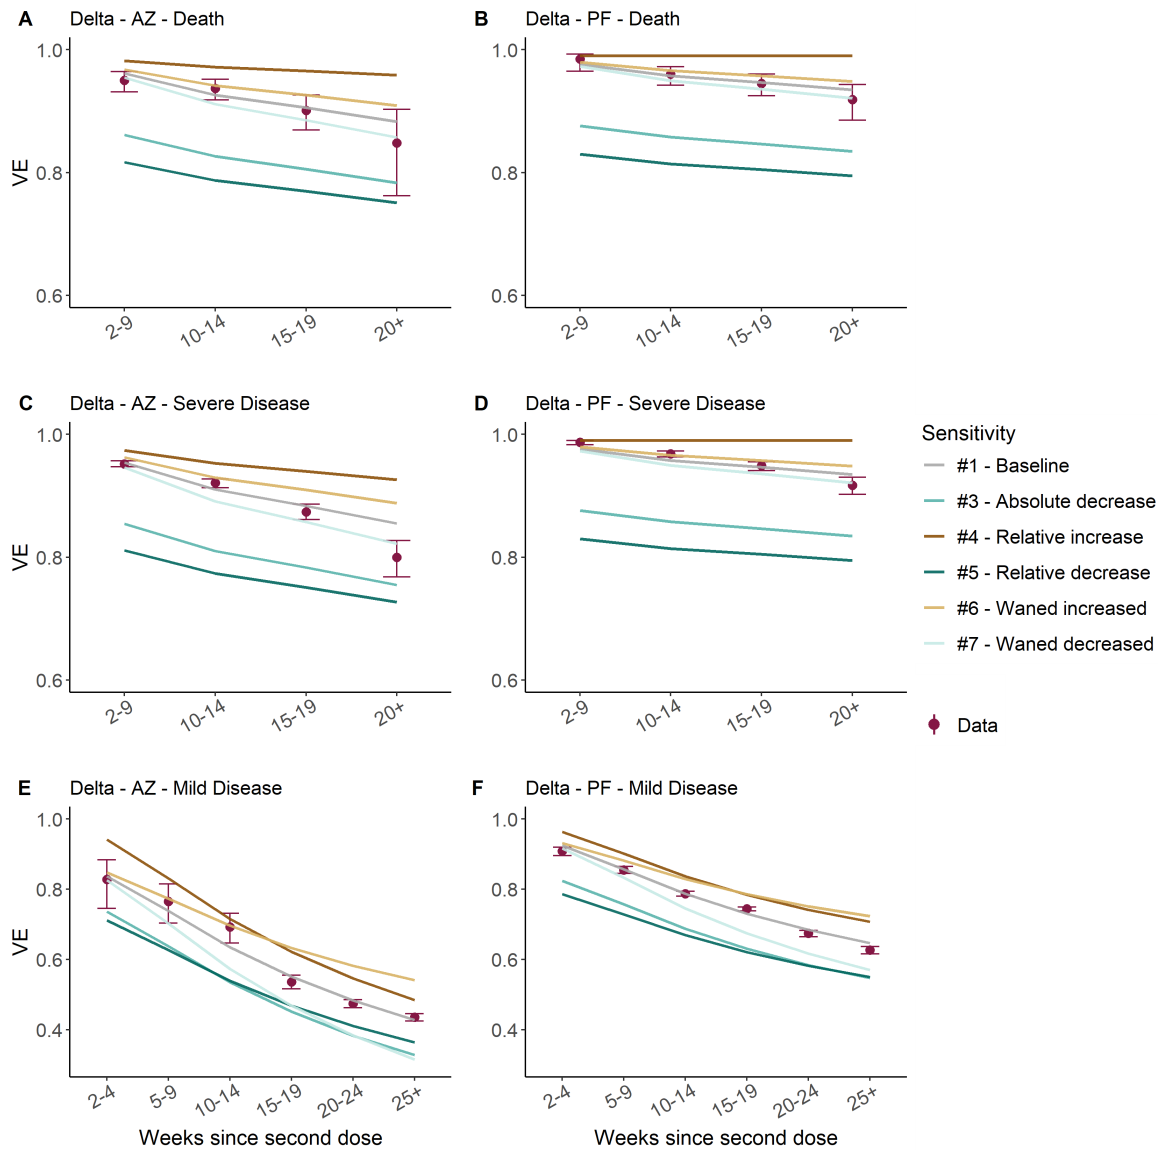 A Delta - AZ - Death
VE
1.0
0.8
0.6
2-9 10-14 15-19 20+
B Delta - PF - Death
1.0
0.8
0.6
2-9 10-14 15-19 20+
C Delta - AZ - Severe Disease
VE
1.0
0.8
0.6
2-9 10-14 15-19 20+
D Delta - PF - Severe Disease
1.0
0.8
0.6
2-9 10-14 15-19 20+
Sensitivity
#1 - Baseline
#3 - Absolute decrease
#4 - Relative increase
#5 - Relative decrease
#6 - Waned increased
#7 - Waned decreased
Data
E Delta - AZ - Mild Disease
VE
1.0
0.8
0.6
0.4
2-4 5-9 10-14 15-19 20-24 25+
Weeks since second dose
F Delta - PF - Mild Disease
1.0
0.8
0.6
0.4
2-4 5-9 10-14 15-19 20-24 25+
Weeks since second dose